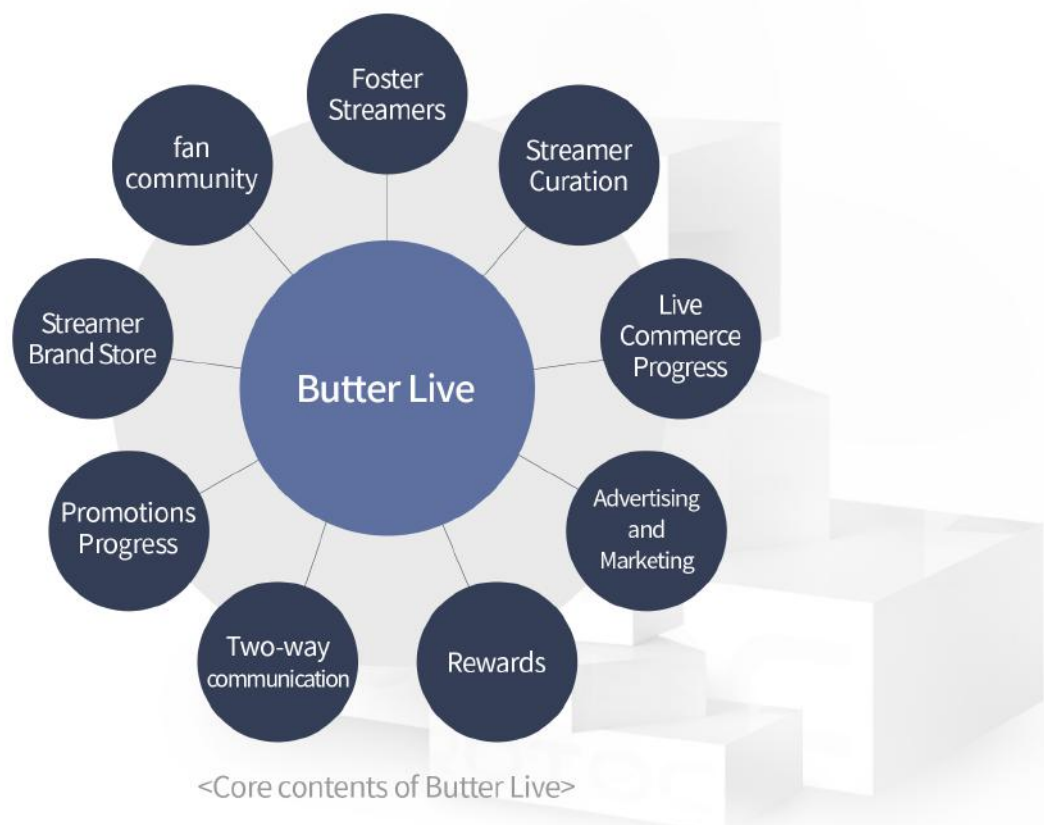 Foster
Streamers
Streamer
Curation
Live
Commerce
Progress
Advertising
and
Marketing
Rewards
Two-way
communication
Promotions
Progress
Streamer
Brand Store
fan
community
Butter Live
<Core contents of Butter Live>